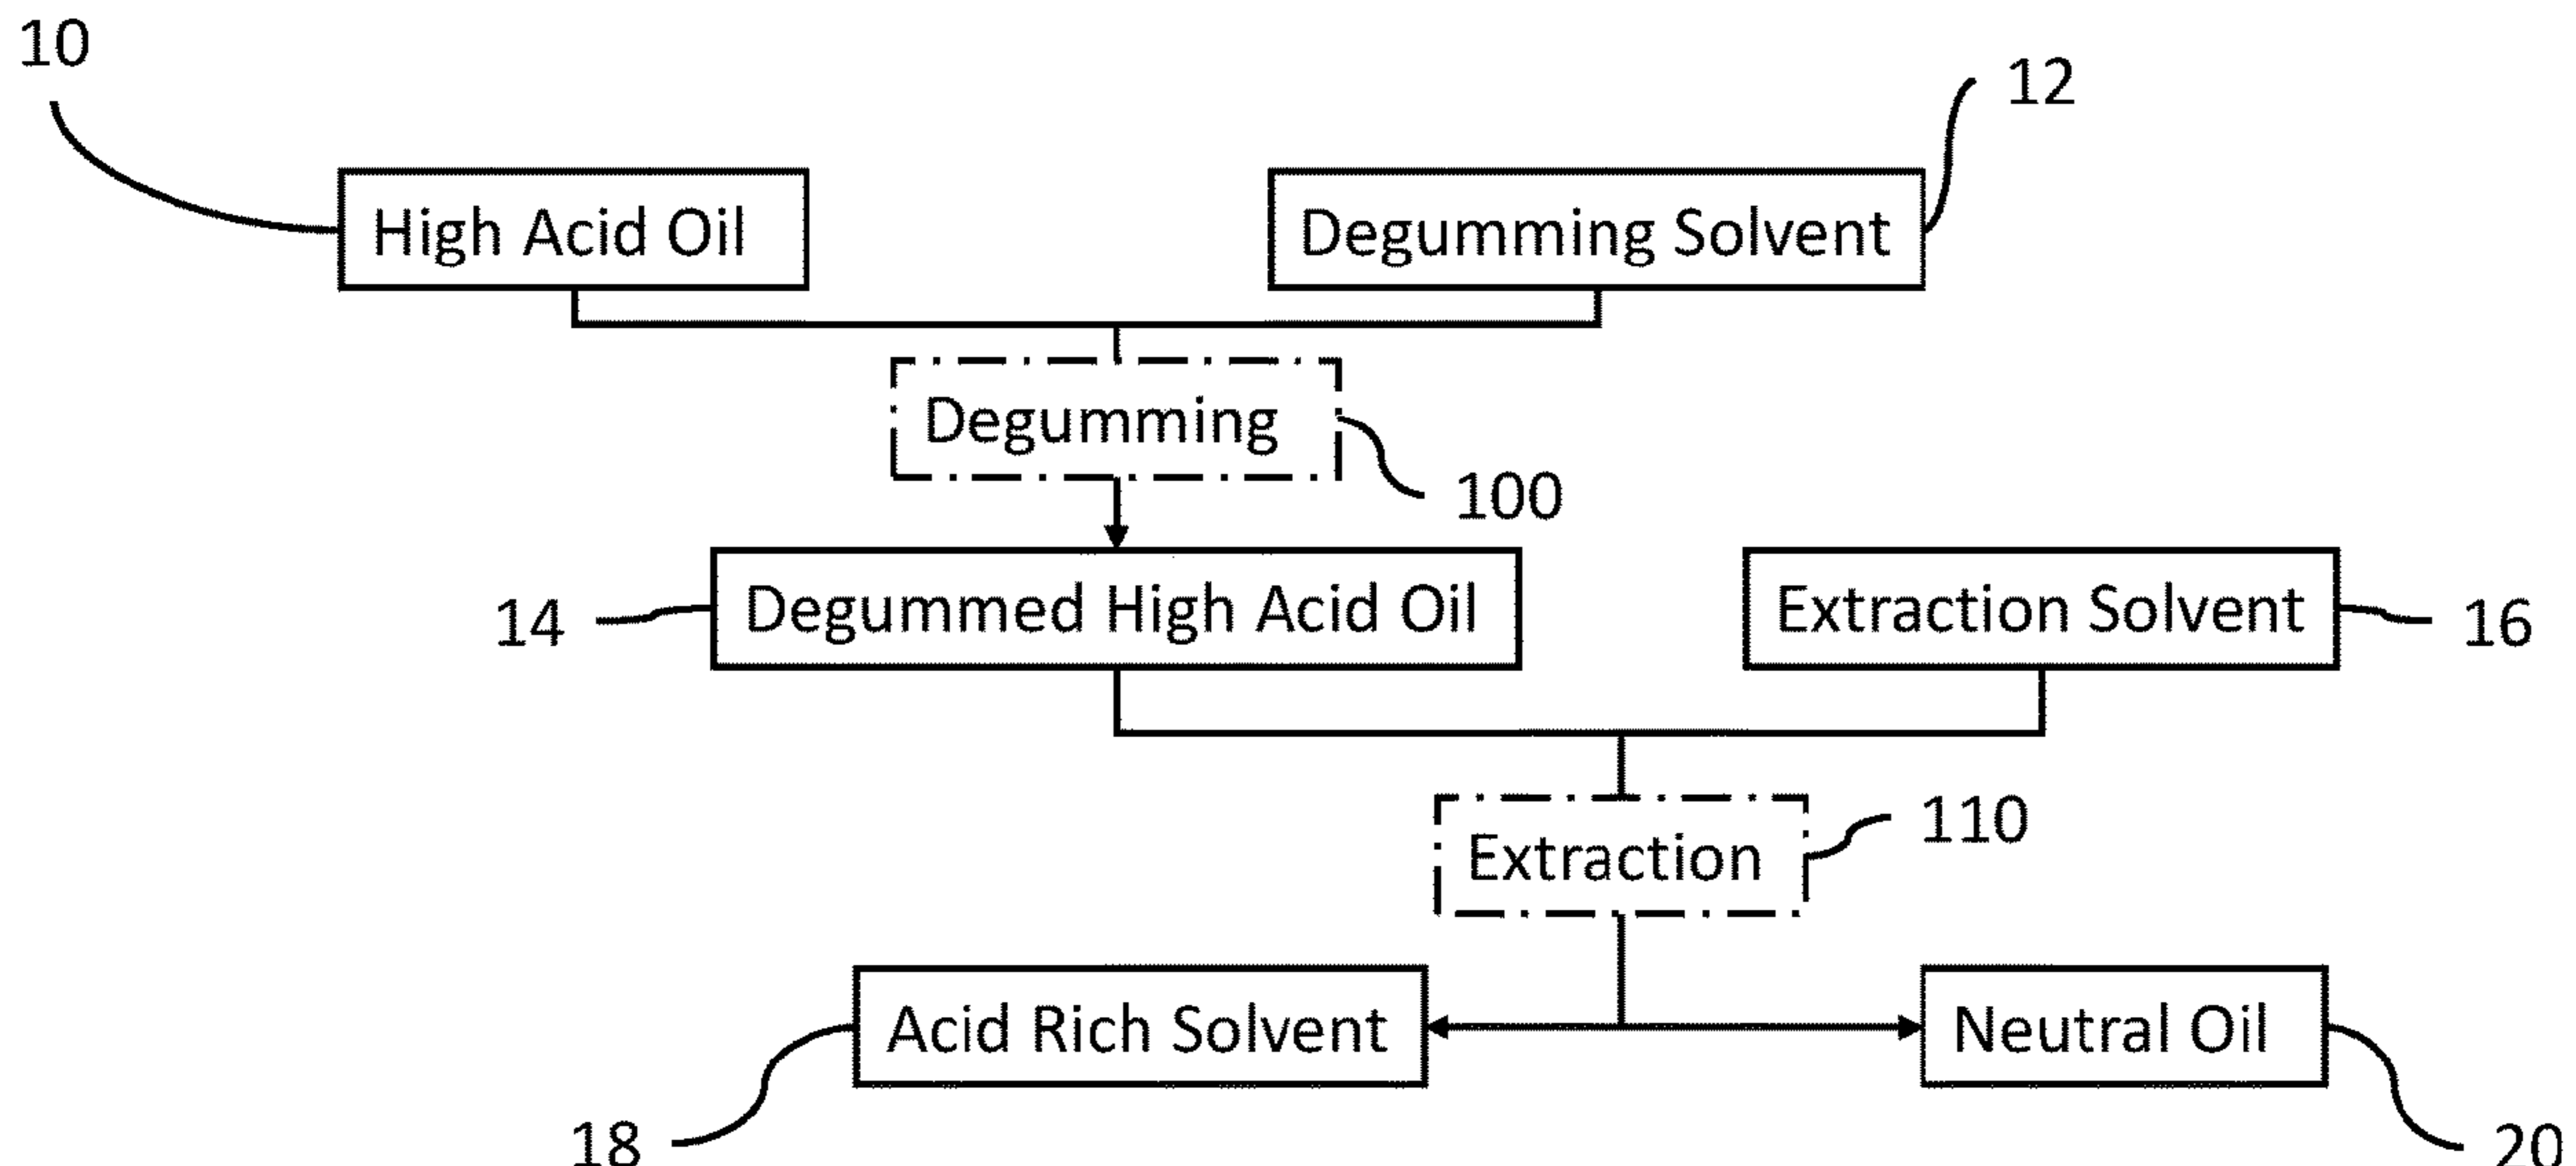 10
12
High Acid Oil
Degumming Solvent
Degumming
100
14
Degummed High Acid Oil
Extraction Solvent
16
110
Extraction
Acid Rich Solvent
Neutral Oil
18
20